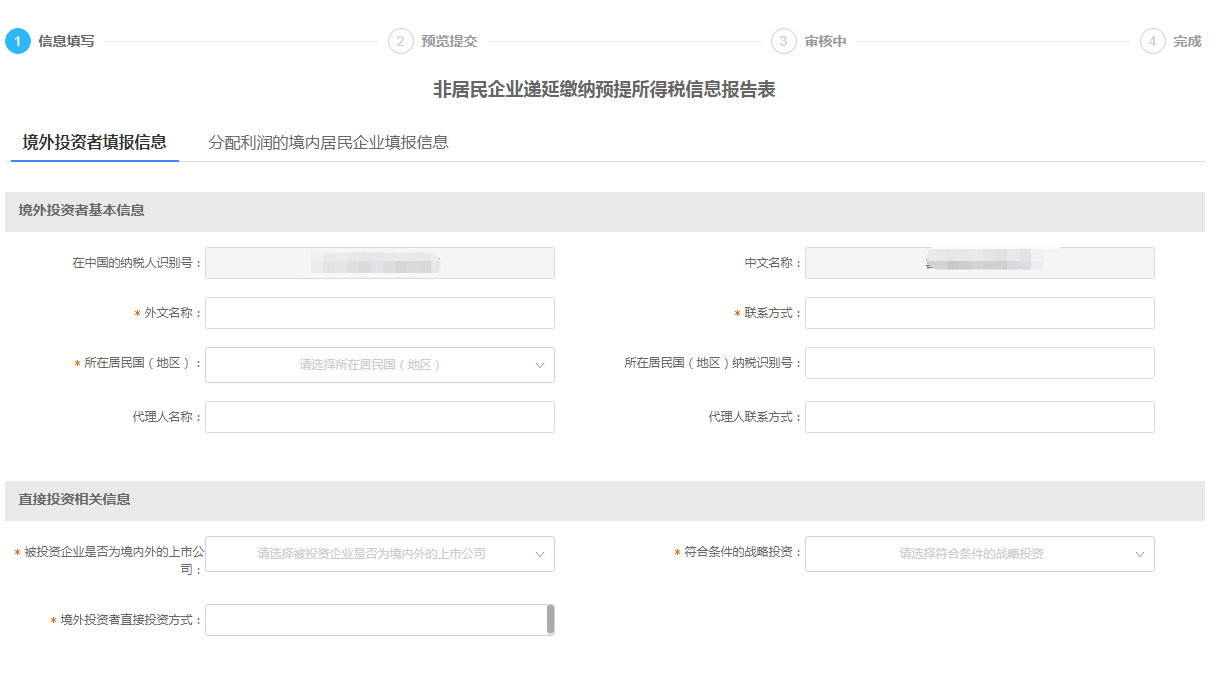 1 信息填写 2 预览提交 3 审核中 4 完成
非居民企业递延缴纳预提所得税信息报告表
境外投资者填报信息 分配利润的境内居民企业填报信息
境外投资者基本信息
在中国的纳税人识别号： 中文名称：
* 外文名称： * 联系方式：
* 所在居民国（地区）： 请选择所在居民国（地区） 所在居民国（地区）纳税识别号：
代理人名称： 代理人联系方式：
直接投资相关信息
* 被投资企业是否为境内外的上市公 请选择被投资企业是否为境内外的上市公司 * 符合条件的战略投资： 请选择符合条件的战略投资
司：
* 境外投资者直接投资方式：